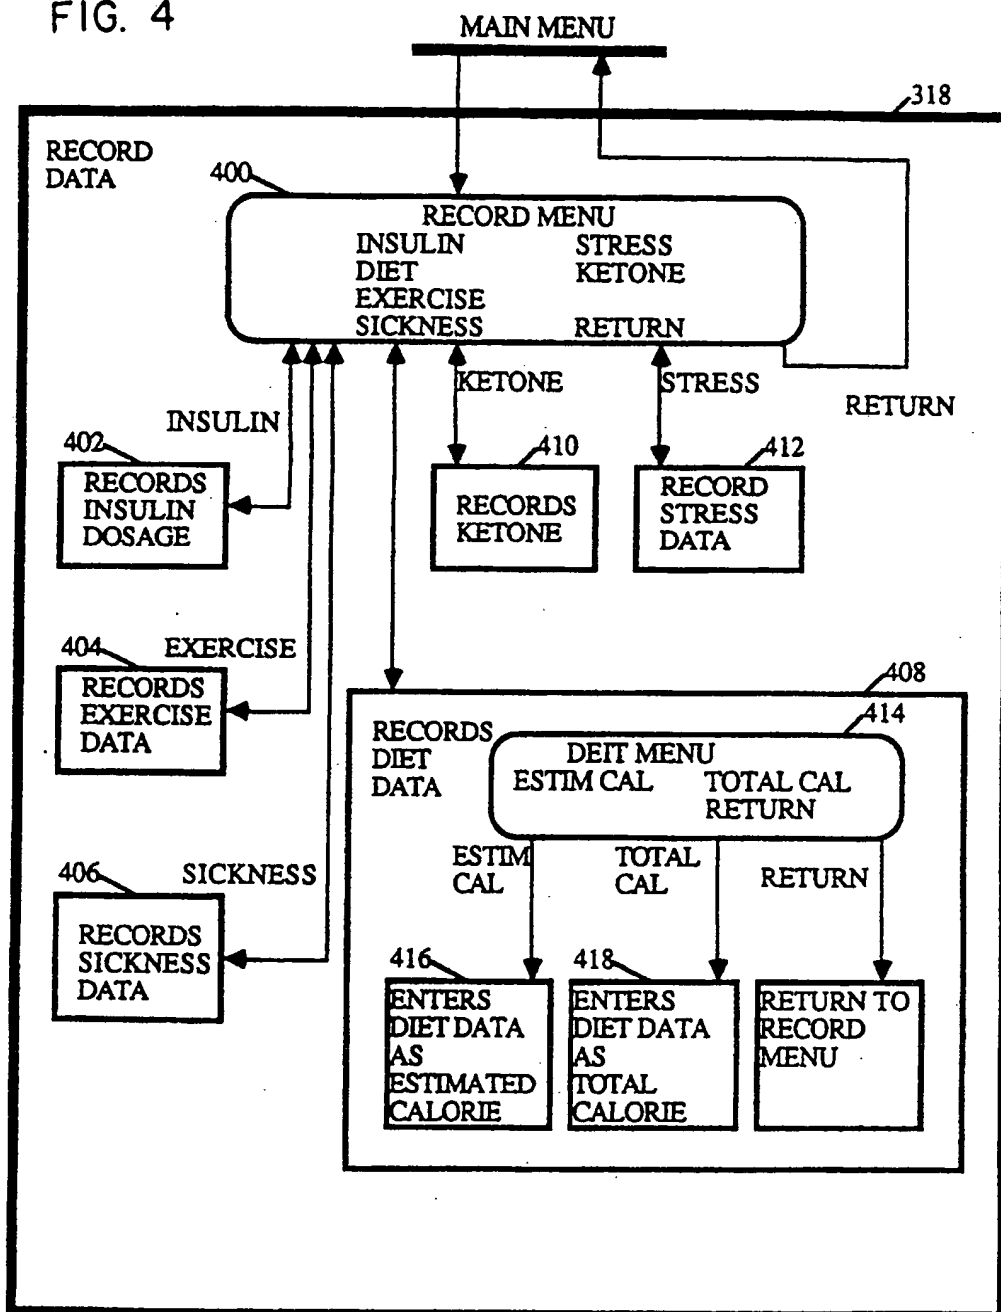 FIG. 4
MAIN MENU
318
RECORD
DATA
400
RECORD MENU
INSULIN STRESS
DIET KETONE
EXERCISE
SICKNESS RETURN
KETONE
STRESS
RETURN
INSULIN
402
RECORDS
INSULIN
DOSAGE
410
RECORDS
KETONE
412
RECORD
STRESS
DATA
404
EXERCISE
RECORDS
EXERCISE
DATA
408
RECORDS
DIET
DATA
414
DEIT MENU
ESTIM CAL TOTAL CAL
RETURN
ESTIM
CAL
TOTAL
CAL
RETURN
406
SICKNESS
RECORDS
SICKNESS
DATA
416
ENTERS
DIET DATA
AS
ESTIMATED
CALORIE
418
ENTERS
DIET DATA
AS
TOTAL
CALORIE
RETURN TO
RECORD
MENU